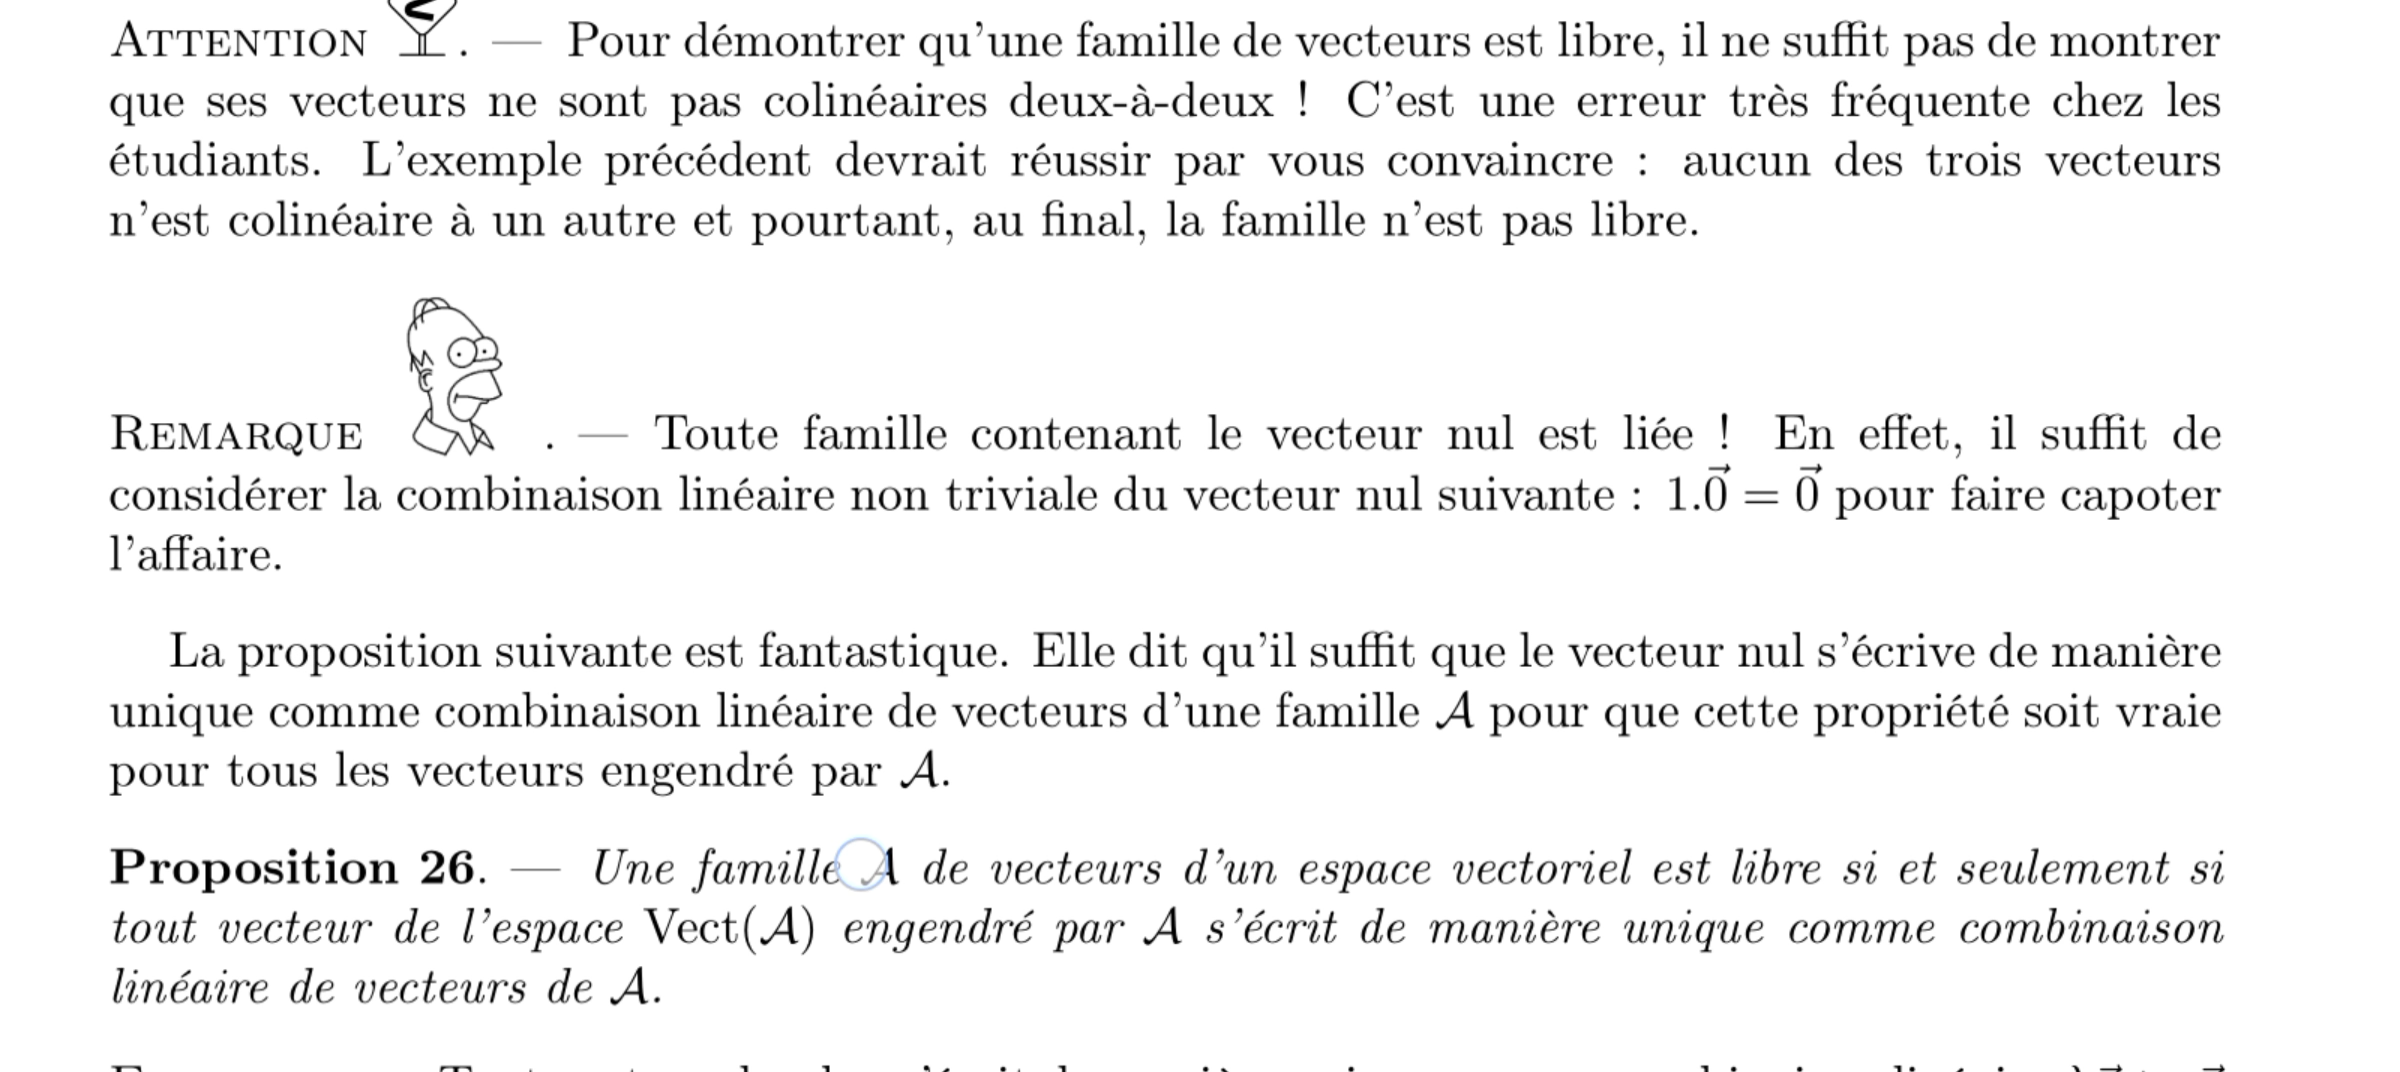 ATTENTION . — Pour démontrer qu'une famille de vecteurs est libre, il ne suffit pas de montrer
que ses vecteurs ne sont pas colinéaires deux-à-deux ! C'est une erreur très fréquente chez les
étudiants. L'exemple précédent devrait réussir par vous convaincre : aucun des trois vecteurs
n'est colinéaire à un autre et pourtant, au final, la famille n'est pas libre.
REMARQUE . — Toute famille contenant le vecteur nul est liée ! En effet, il suffit de
considérer la combinaison linéaire non triviale du vecteur nul suivante : 1.0⃗ = 0⃗ pour faire capoter
l'affaire.
La proposition suivante est fantastique. Elle dit qu'il suffit que le vecteur nul s'écrive de manière
unique comme combinaison linéaire de vecteurs d'une famille 𝒜 pour que cette propriété soit vraie
pour tous les vecteurs engendré par 𝒜.
Proposition 26. — Une famille 𝒜 de vecteurs d'un espace vectoriel est libre si et seulement si
tout vecteur de l'espace Vect(𝒜) engendré par 𝒜 s'écrit de manière unique comme combinaison
linéaire de vecteurs de 𝒜.